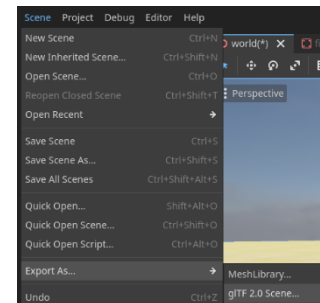 Scene Project Debug Editor Help
New Scene Ctrl+N
world(*)
New Inherited Scene... Ctrl+Shift+N
Open Scene... Ctrl+O
Reopen Closed Scene Ctrl+Shift+T
Perspective
Open Recent
Save Scene Ctrl+S
Save Scene As... Ctrl+Shift+S
Save All Scenes Ctrl+Shift+Alt+S
Quick Open... Shift+Alt+O
Quick Open Scene... Ctrl+Shift+O
Quick Open Script... Ctrl+Alt+O
Export As...
MeshLibrary...
Undo Ctrl+Z
glTF 2.0 Scene...